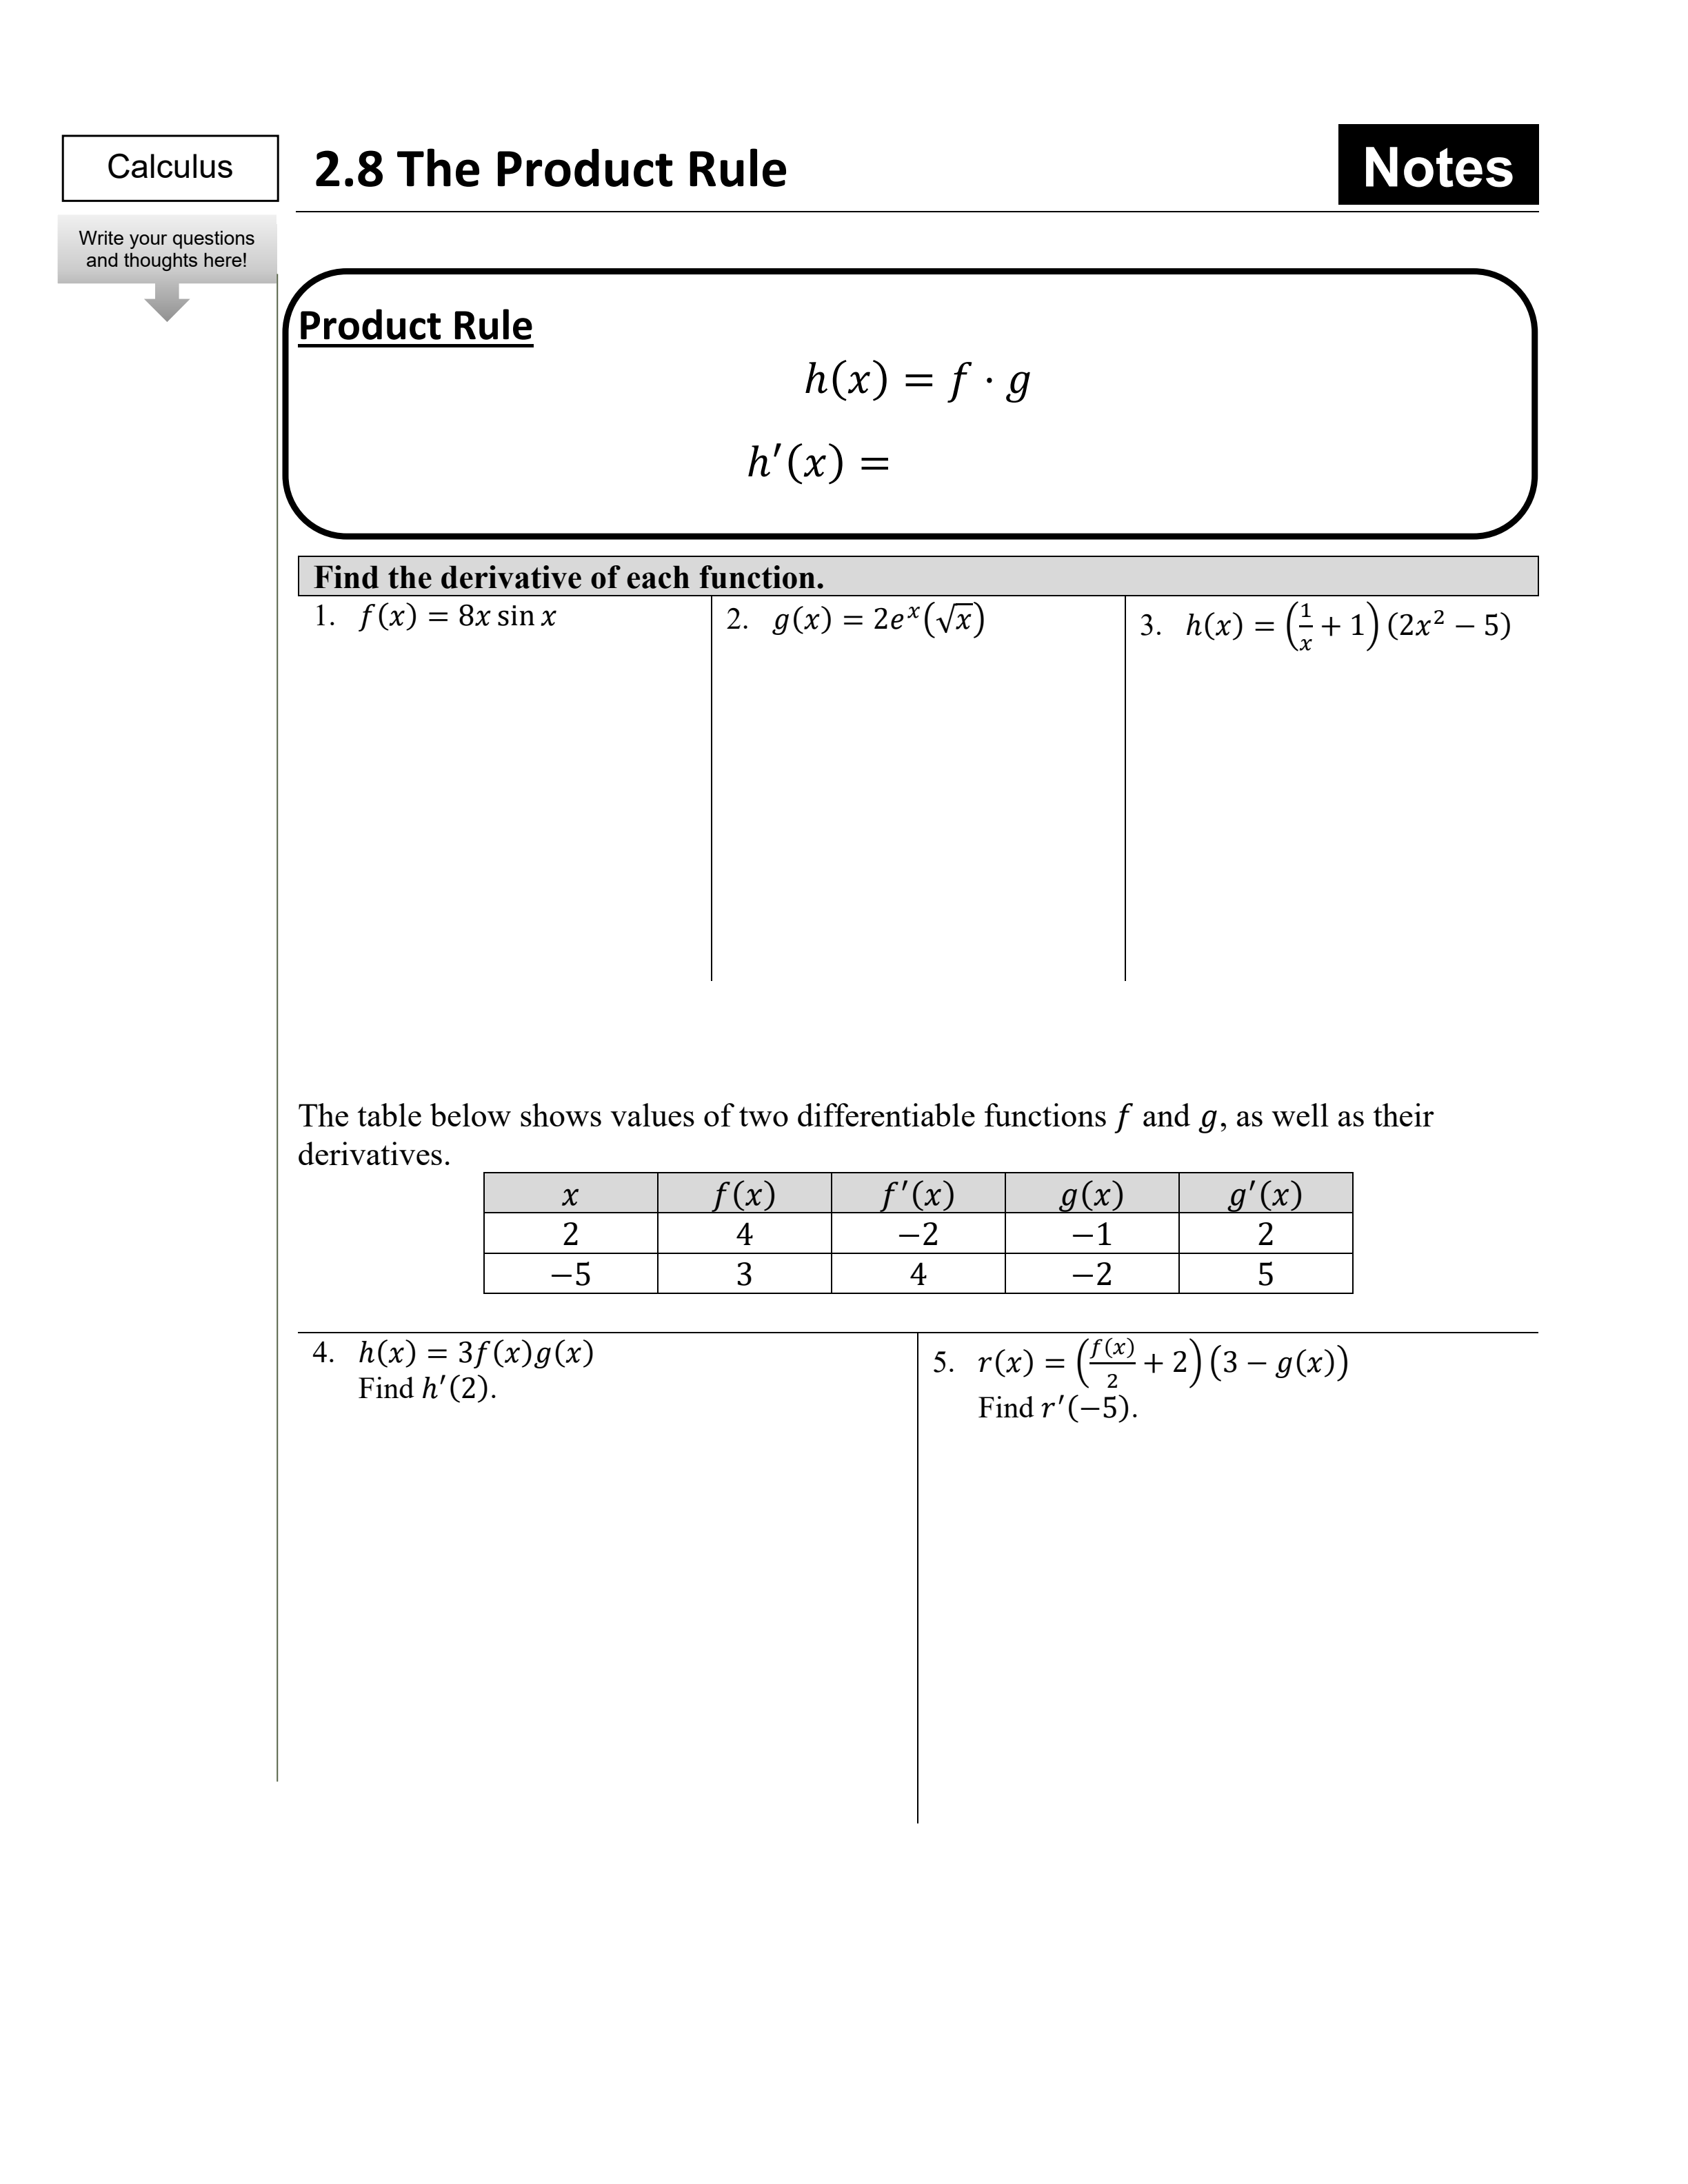 Calculus
2.8 The Product Rule
Notes
Write your questions
and thoughts here!
Product Rule
h(x) = f · g
h′(x) =
Find the derivative of each function.
1. f(x) = 8x sin x
2. g(x) = 2eˣ(√x)
3. h(x) = (1/x + 1)(2x² − 5)
The table below shows values of two differentiable functions f and g, as well as their
derivatives.
x f(x) f′(x) g(x) g′(x)
2 4 −2 −1 2
−5 3 4 −2 5
4. h(x) = 3f(x)g(x)
Find h′(2).
5. r(x) = (f(x)/2 + 2)(3 − g(x))
Find r′(−5).